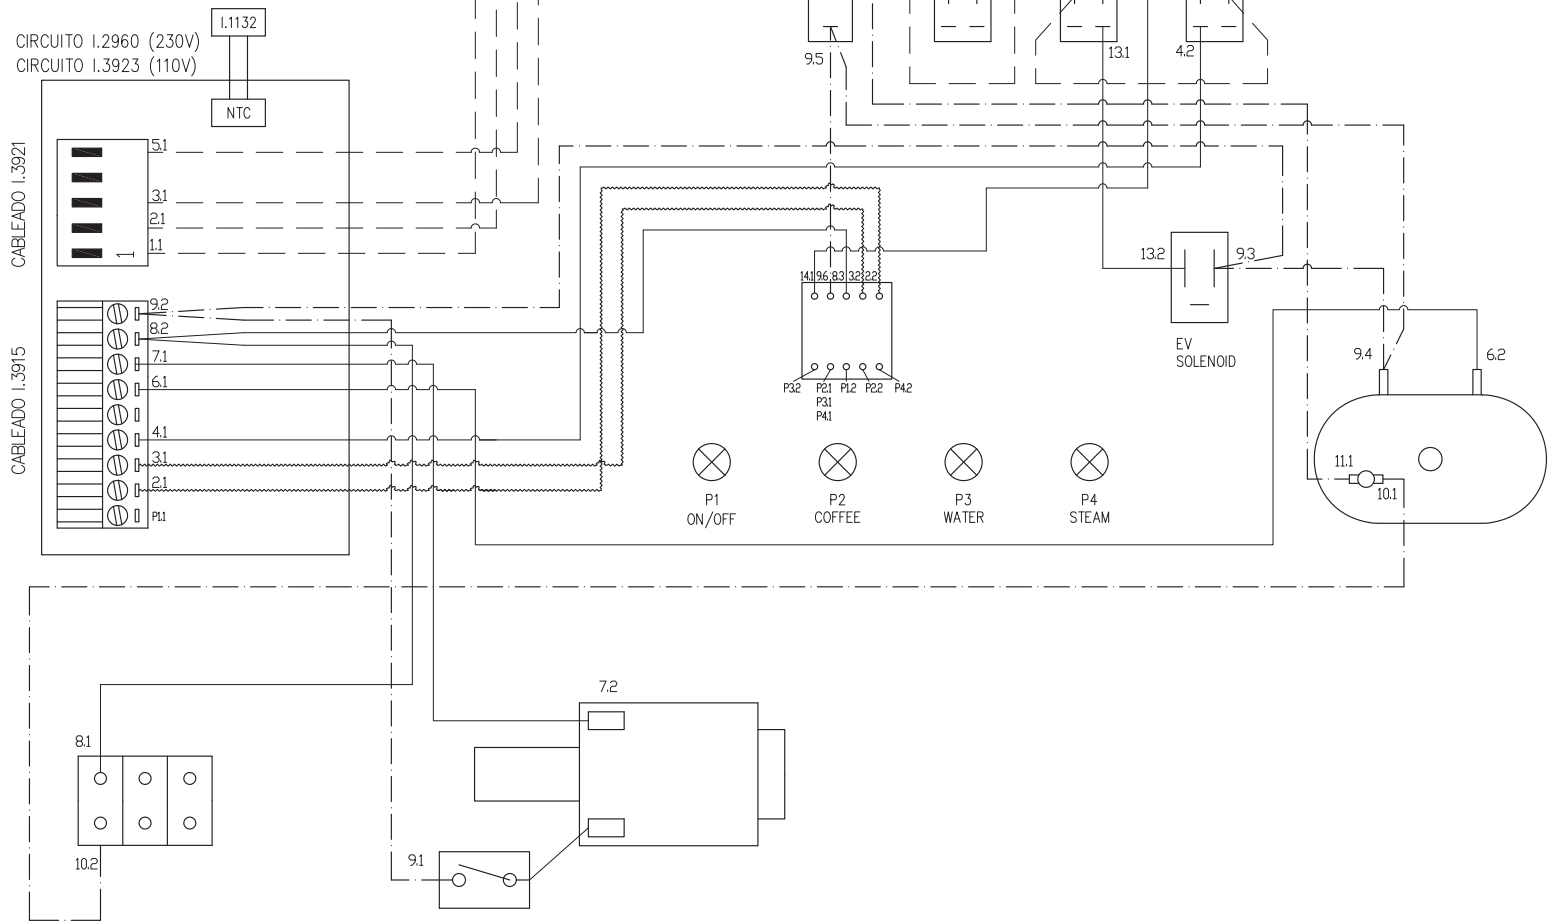 I.1132
CIRCUITO I.2960 (230V)
CIRCUITO I.3923 (110V)
NTC
9.5
13.1
4.2
CABLEADO I.3921
5.1
3.1
2.1
1.1
1
13.2
9.3
14.1 9.6 8.3 3.2 2.2
EV
SOLENOID
CABLEADO I.3915
9.2
8.2
7.1
6.1
4.1
3.1
2.1
P1.1
9.4
6.2
P3.2
P2.1
P3.1
P4.1
P1.2
P2.2
P4.2
11.1
10.1
P1
ON/OFF
P2
COFFEE
P3
WATER
P4
STEAM
7.2
8.1
10.2
9.1